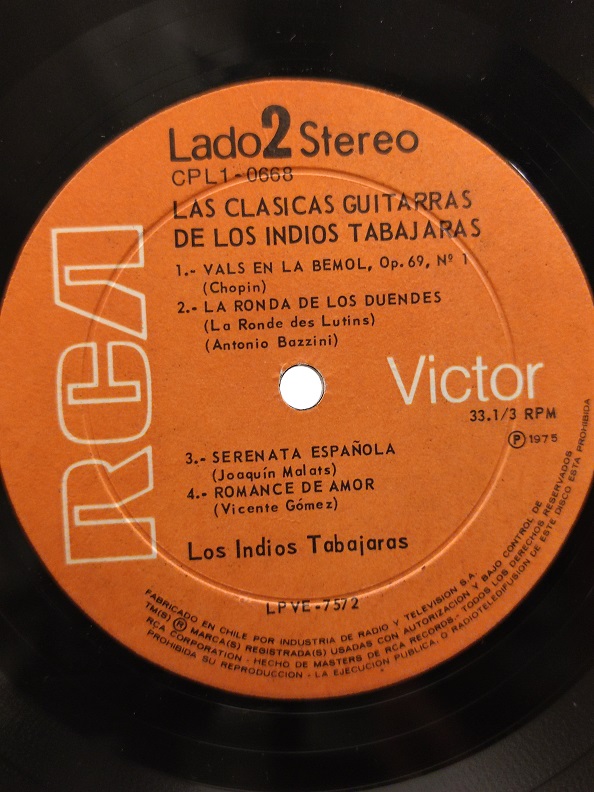 Lado 2 Stereo
CPL1-0668
LAS CLASICAS GUITARRAS
DE LOS INDIOS TABAJARAS
1.- VALS EN LA BEMOL, Op. 69, Nº 1
(Chopin)
2.- LA RONDA DE LOS DUENDES
(La Ronde des Lutins)
(Antonio Bazzini)
RCA
Victor
33.1/3 RPM
Ⓟ 1975
3.- SERENATA ESPAÑOLA
(Joaquín Malats)
4.- ROMANCE DE AMOR
(Vicente Gómez)
Los Indios Tabajaras
LPVE-7572
FABRICADO EN CHILE POR INDUSTRIA DE RADIO Y TELEVISION S.A.
TM(S) ® MARCA(S) REGISTRADA(S) USADAS CON AUTORIZACION Y BAJO CONTROL DE
RCA CORPORATION - HECHO DE MASTERS DE RCA RECORDS.- TODOS LOS DERECHOS RESERVADOS
PROHIBIDA SU REPRODUCCION - LA EJECUCION PUBLICA, O RADIOTELEDIFUSION DE ESTE DISCO ESTA PROHIBIDA